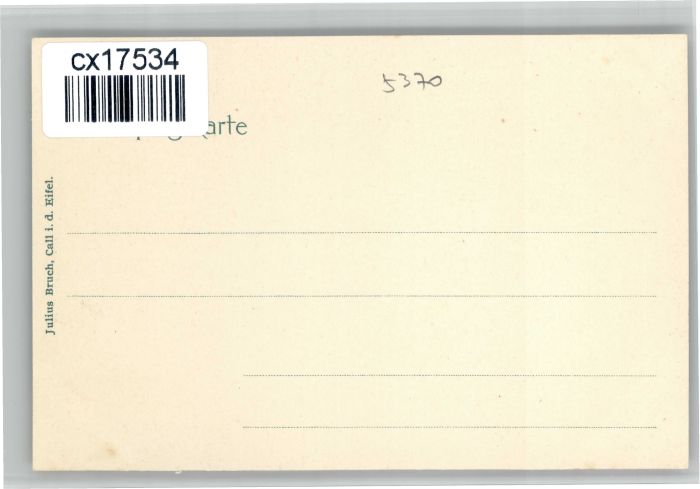 cx17534
5370
arte
Julius Bruch, Call i. d. Eifel.